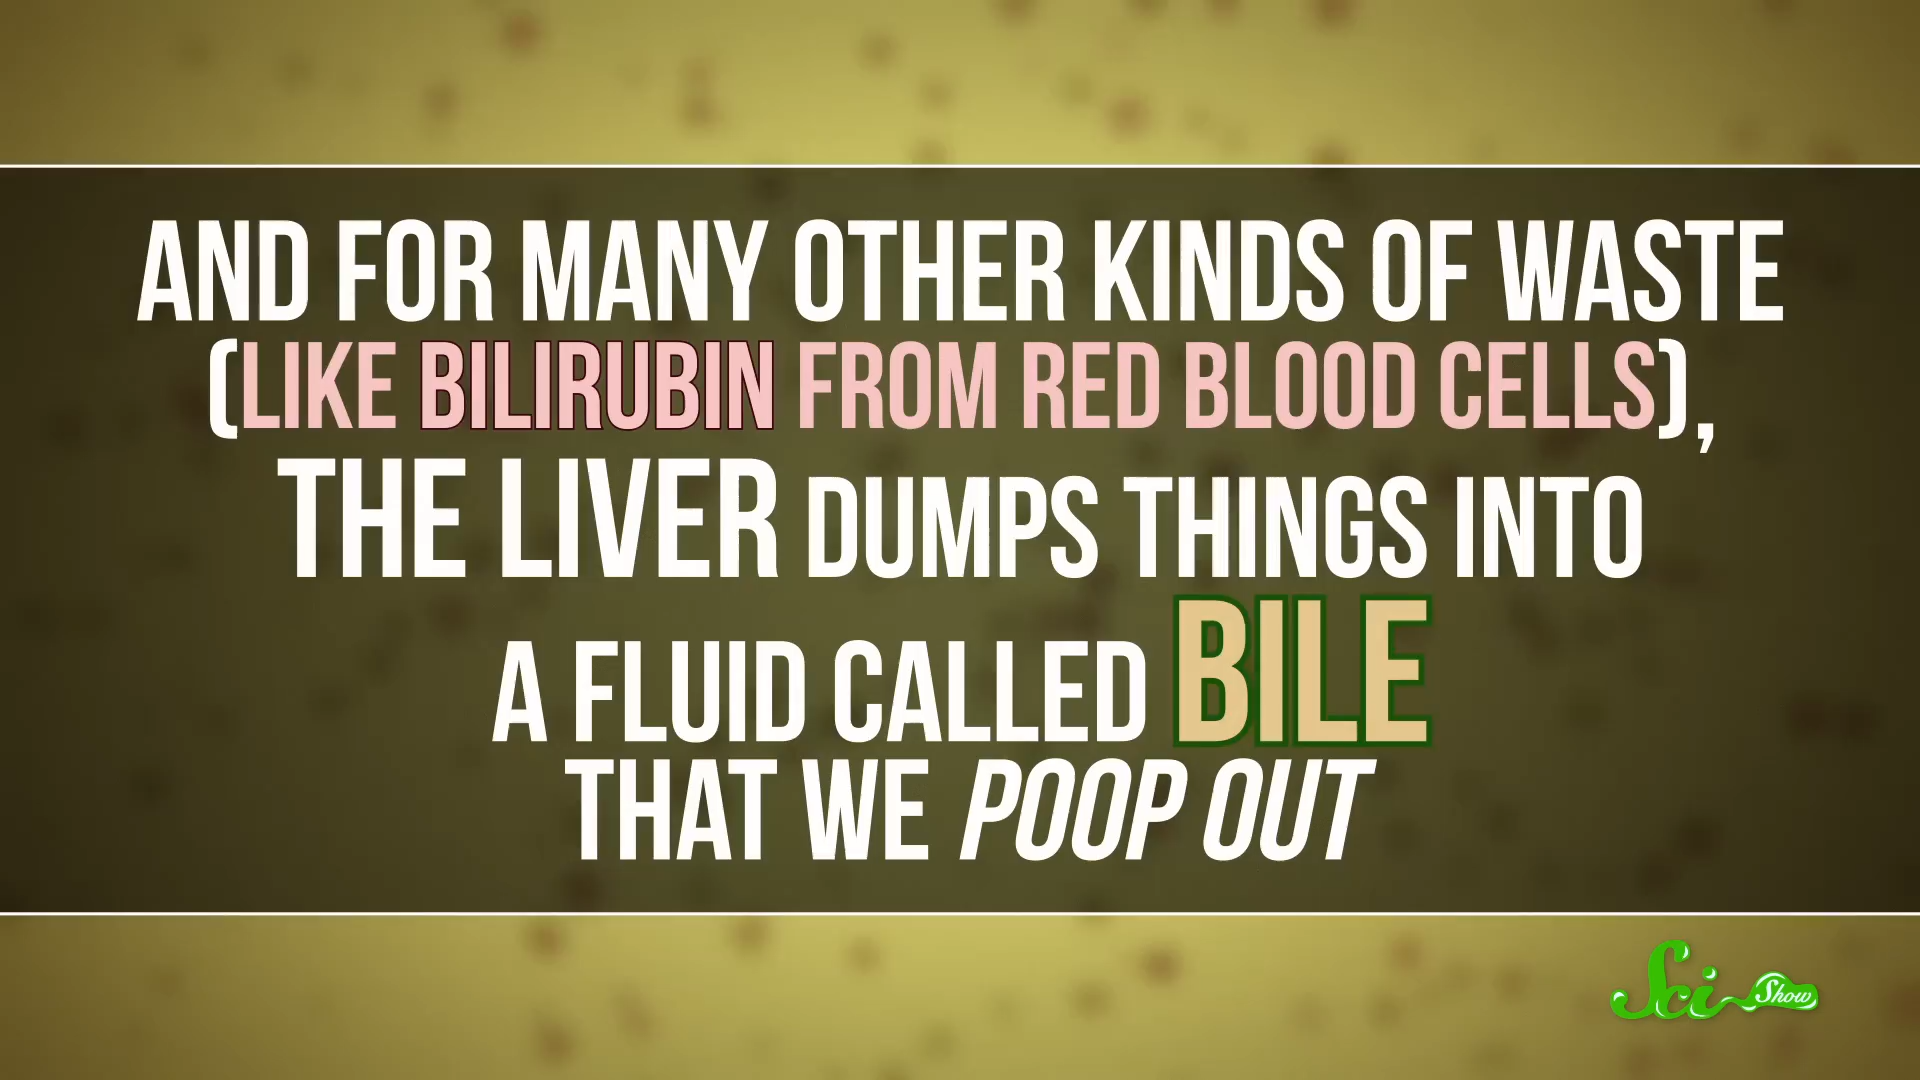 AND FOR MANY OTHER KINDS OF WASTE
(LIKE BILIRUBIN FROM RED BLOOD CELLS),
THE LIVER DUMPS THINGS INTO
A FLUID CALLED BILE
THAT WE POOP OUT
Sci Show